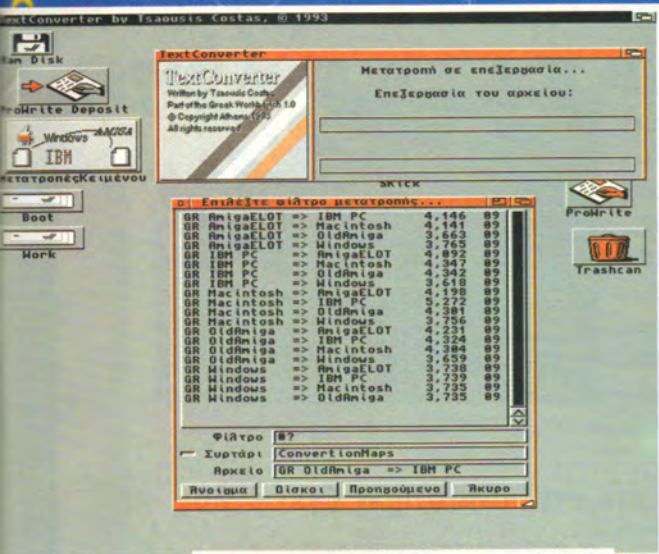 extConverter by Tsaousis Costas, © 1993
Ram Disk
ProWrite Deposit
Windows AMIGA
IBM
ΜετατροπέςΚειμένου
Boot
Work
TextConverter
TextConverter
Written by Tsaousis Costas
Part of the Greek Workbench 1.0
© Copyright Athens 1993
All rights reserved
Μετατροπή σε επεξεργασία...
Επεξεργασία του αρχείου:
SKick
ProWrite
Trashcan
Επιλέξτε φίλτρο μετατροπής...
GR AmigaELOT => IBM PC 4,146 09
GR AmigaELOT => Macintosh 4,141 09
GR AmigaELOT => OldAmiga 3,663 09
GR AmigaELOT => Windows 3,765 09
GR IBM PC => AmigaELOT 4,092 09
GR IBM PC => Macintosh 4,347 09
GR IBM PC => OldAmiga 4,342 09
GR IBM PC => Windows 3,618 09
GR Macintosh => AmigaELOT 4,198 09
GR Macintosh => IBM PC 5,272 09
GR Macintosh => OldAmiga 4,301 09
GR Macintosh => Windows 3,756 09
GR OldAmiga => AmigaELOT 4,231 09
GR OldAmiga => IBM PC 4,324 09
GR OldAmiga => Macintosh 4,304 09
GR OldAmiga => Windows 3,659 09
GR Windows => AmigaELOT 3,738 09
GR Windows => IBM PC 3,739 09
GR Windows => Macintosh 3,735 09
GR Windows => OldAmiga 3,735 09
Φίλτρο #?
Συρτάρι ConvertionMaps
Αρχείο GR OldAmiga => IBM PC
Άνοιγμα Δίσκοι Προηγούμενο Άκυρο